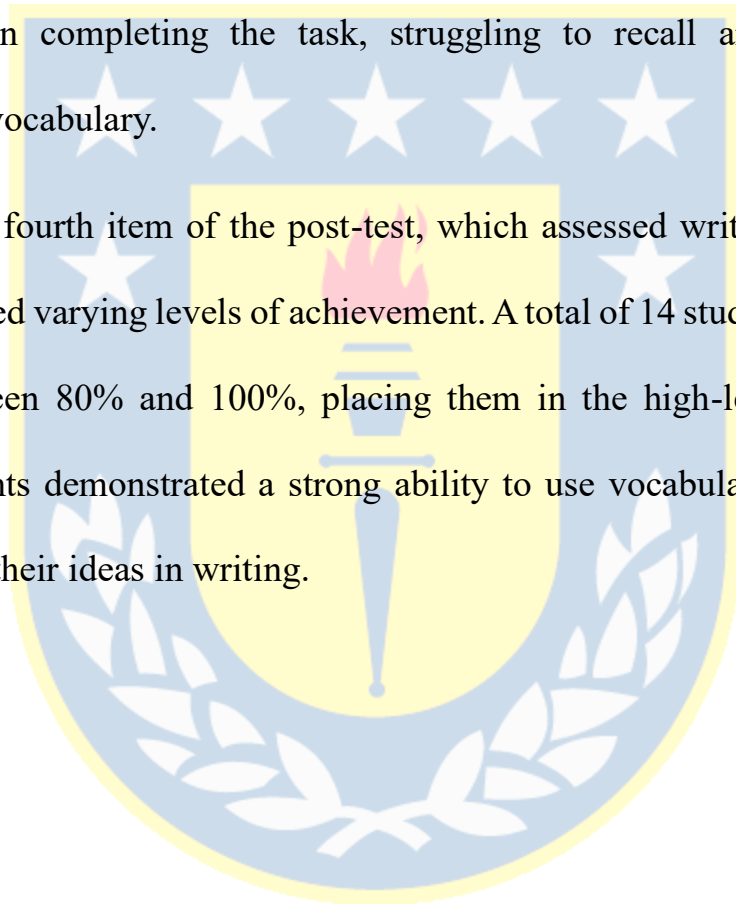 n completing the task, struggling to recall a
vocabulary.
fourth item of the post-test, which assessed writ
ed varying levels of achievement. A total of 14 stud
een 80% and 100%, placing them in the high-l
nts demonstrated a strong ability to use vocabula
their ideas in writing.